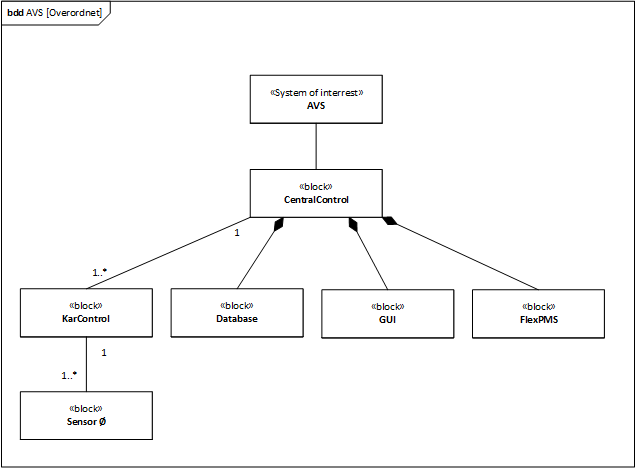 bdd AVS [Overordnet]
«System of interrest»
AVS
«block»
CentralControl
1
1..*
«block»
KarControl
«block»
Database
«block»
GUI
«block»
FlexPMS
1
1..*
«block»
Sensor Ø